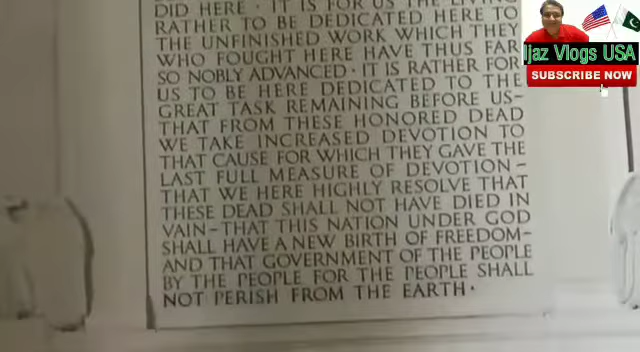 DID HERE · IT IS FOR US THE LIVING
RATHER TO BE DEDICATED HERE TO
THE UNFINISHED WORK WHICH THEY
WHO FOUGHT HERE HAVE THUS FAR
SO NOBLY ADVANCED · IT IS RATHER FOR
US TO BE HERE DEDICATED TO THE
GREAT TASK REMAINING BEFORE US–
THAT FROM THESE HONORED DEAD
WE TAKE INCREASED DEVOTION TO
THAT CAUSE FOR WHICH THEY GAVE THE
LAST FULL MEASURE OF DEVOTION–
THAT WE HERE HIGHLY RESOLVE THAT
THESE DEAD SHALL NOT HAVE DIED IN
VAIN–THAT THIS NATION UNDER GOD
SHALL HAVE A NEW BIRTH OF FREEDOM–
AND THAT GOVERNMENT OF THE PEOPLE
BY THE PEOPLE FOR THE PEOPLE SHALL
NOT PERISH FROM THE EARTH ·
Ijaz Vlogs USA
SUBSCRIBE NOW